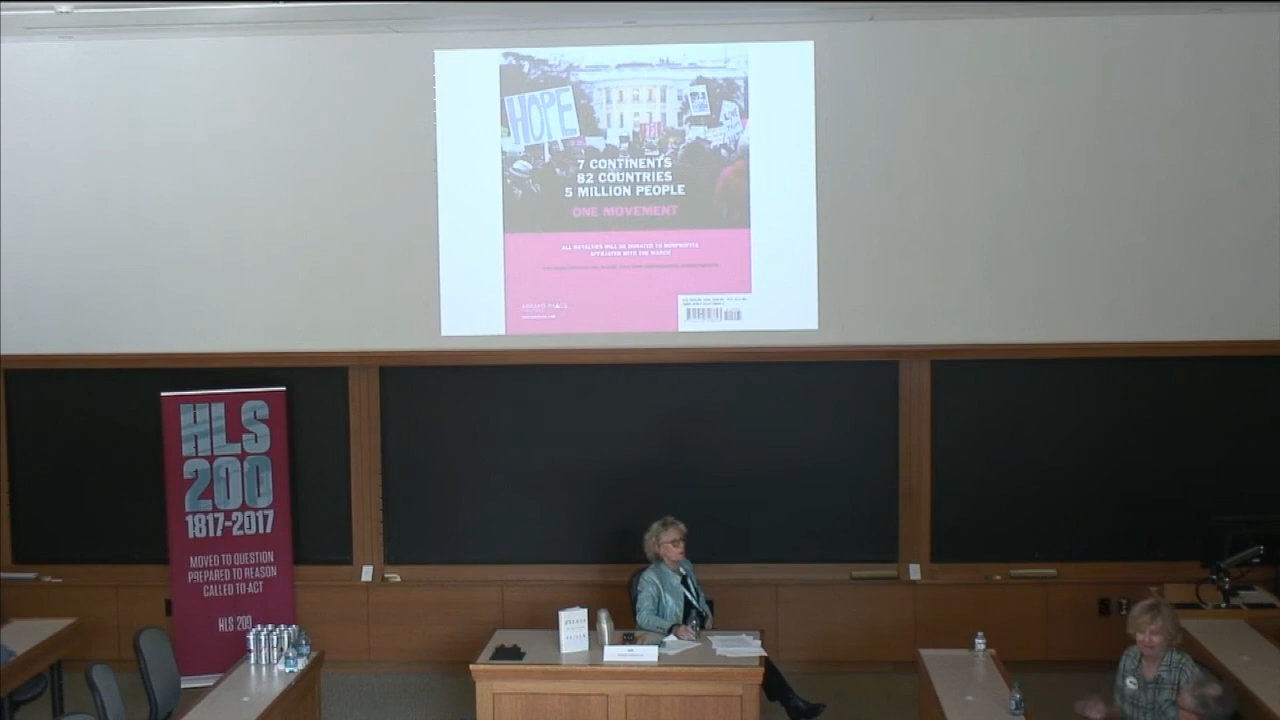 HOPE
7 CONTINENTS
82 COUNTRIES
5 MILLION PEOPLE
ONE MOVEMENT
ALL ROYALTIES WILL BE DONATED TO NONPROFITS
AFFILIATED WITH THE MARCH
HLS
200
1817-2017
MOVED TO QUESTION
PREPARED TO REASON
CALLED TO ACT
HLS 200